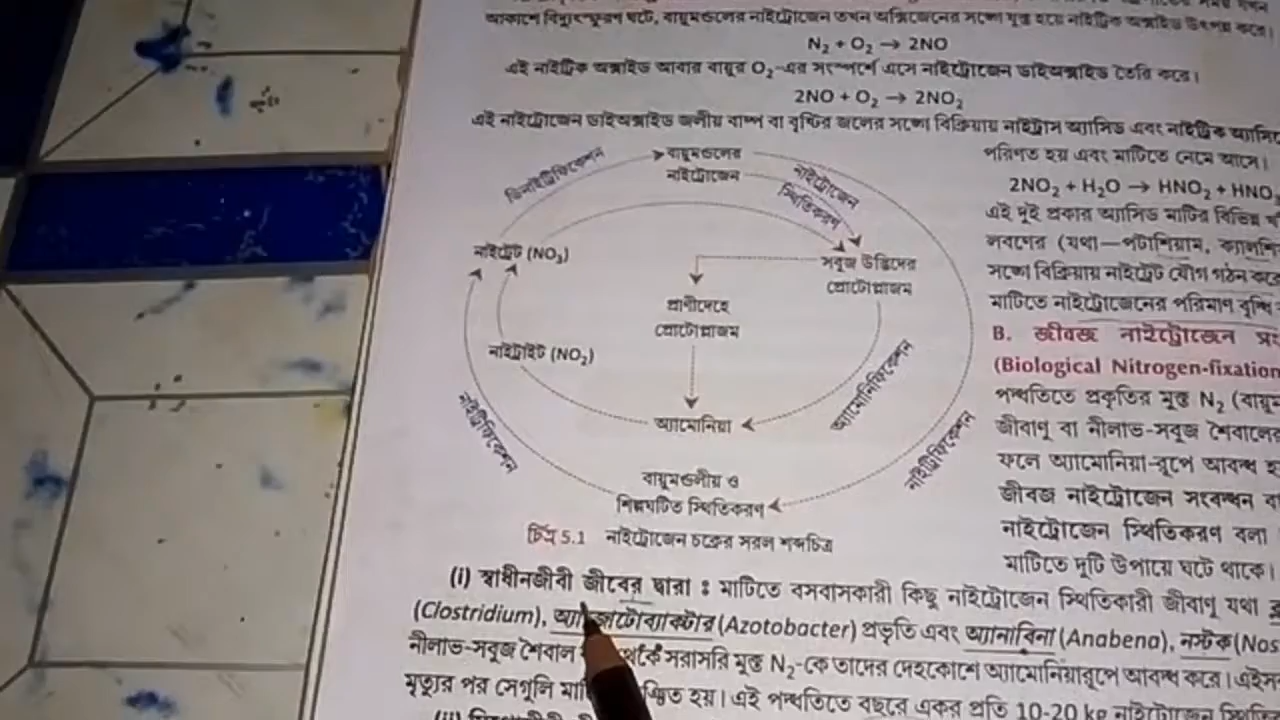 আকাশে বিদ্যুৎস্ফুরণ ঘটে, বায়ুমণ্ডলের নাইট্রোজেন তখন অক্সিজেনের সঙ্গে যুক্ত হয়ে নাইট্রিক অক্সাইড উৎপন্ন করে।
N₂ + O₂ → 2NO
এই নাইট্রিক অক্সাইড আবার বায়ুর O₂-এর সংস্পর্শে এসে নাইট্রোজেন ডাইঅক্সাইড তৈরি করে।
2NO + O₂ → 2NO₂
এই নাইট্রোজেন ডাইঅক্সাইড জলীয় বাষ্প বা বৃষ্টির জলের সঙ্গে বিক্রিয়ায় নাইট্রাস অ্যাসিড এবং নাইট্রিক
পরিণত হয় এবং মাটিতে নেমে আসে।
2NO₂ + H₂O → HNO₂ + HNO₃
এই দুই প্রকার অ্যাসিড মাটির বিভিন্ন
লবণের (যথা—পটাশিয়াম,
সঙ্গে বিক্রিয়ায় নাইট্রেট যৌগ গঠন করে
মাটিতে নাইট্রোজেনের পরিমাণ বৃদ্ধি
B. জীবজ নাইট্রোজেন
(Biological Nitrogen-fixation
পদ্ধতিতে প্রকৃতির মুক্ত N₂
জীবাণু বা নীলাভ-সবুজ শৈবালের
ফলে অ্যামোনিয়া-রূপে আবদ্ধ
জীবজ নাইট্রোজেন সংবন্ধন বা
নাইট্রোজেন স্থিতিকরণ বলা
মাটিতে দুটি উপায়ে ঘটে থাকে।
ডিনাইট্রিফিকেশন
বায়ুমণ্ডলের
নাইট্রোজেন
নাইট্রোজেন
স্থিতিকরণ
নাইট্রেট (NO₃)
সবুজ উদ্ভিদের
প্রোটোপ্লাজম
প্রাণীদেহে
প্রোটোপ্লাজম
নাইট্রাইট (NO₂)
অ্যামোনিফিকেশন
নাইট্রিফিকেশন
অ্যামোনিয়া
নাইট্রিফিকেশন
বায়ুমণ্ডলীয় ও
শিল্পঘটিত স্থিতিকরণ
চিত্র 5.1 নাইট্রোজেন চক্রের সরল শব্দচিত্র
(i) স্বাধীনজীবী জীবের দ্বারা : মাটিতে বসবাসকারী কিছু নাইট্রোজেন স্থিতিকারী জীবাণু যথা
(Clostridium), অ্যাজোটোব্যাকটার (Azotobacter) প্রভৃতি এবং অ্যানাবিনা (Anabena), নস্টক
নীলাভ-সবুজ শৈবাল সরাসরি মুক্ত N₂-কে তাদের দেহকোশে অ্যামোনিয়ারূপে আবদ্ধ করে।
মৃত্যুর পর সেগুলি হয়। এই পদ্ধতিতে বছরে একর প্রতি 10-20 kg নাইট্রোজেন